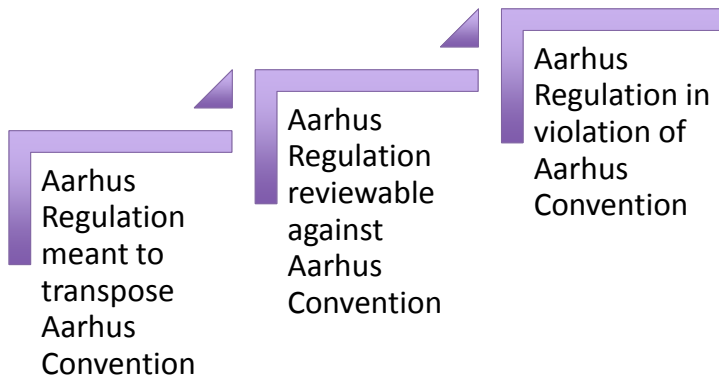 Aarhus
Regulation
meant to
transpose
Aarhus
Convention
Aarhus
Regulation
reviewable
against
Aarhus
Convention
Aarhus
Regulation in
violation of
Aarhus
Convention